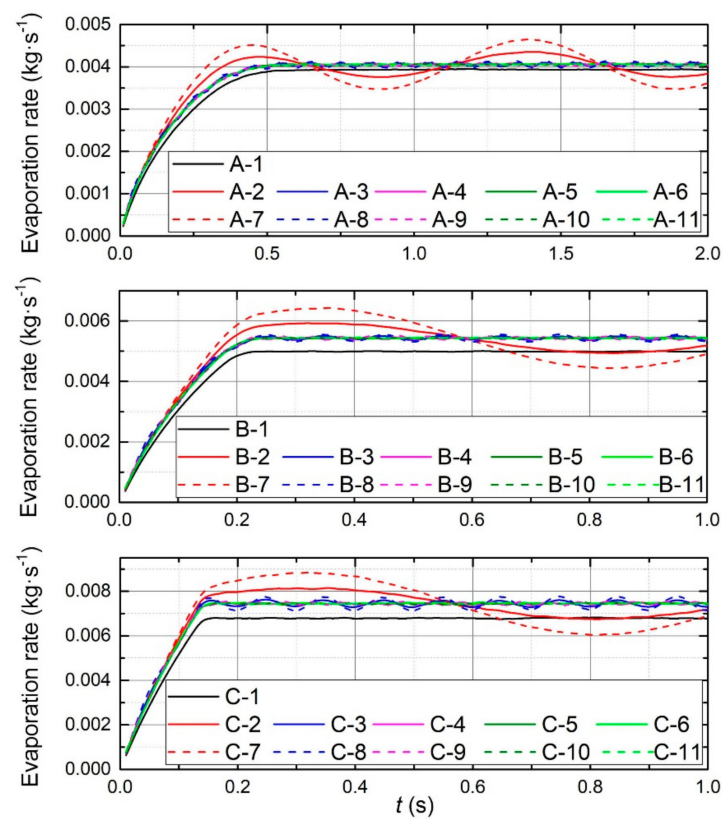 Evaporation rate (kg·s⁻¹)
0.005
0.004
0.003
0.002
0.001
0.000
A-1
A-2 A-3 A-4 A-5 A-6
A-7 A-8 A-9 A-10 A-11
0.5 1.0 1.5 2.0
Evaporation rate (kg·s⁻¹)
0.006
0.004
0.002
0.000
B-1
B-2 B-3 B-4 B-5 B-6
B-7 B-8 B-9 B-10 B-11
0.0 0.2 0.4 0.6 0.8 1.0
Evaporation rate (kg·s⁻¹)
0.008
0.006
0.004
0.002
0.000
C-1
C-2 C-3 C-4 C-5 C-6
C-7 C-8 C-9 C-10 C-11
0.0 0.2 0.4 0.6 0.8 1.0
t (s)